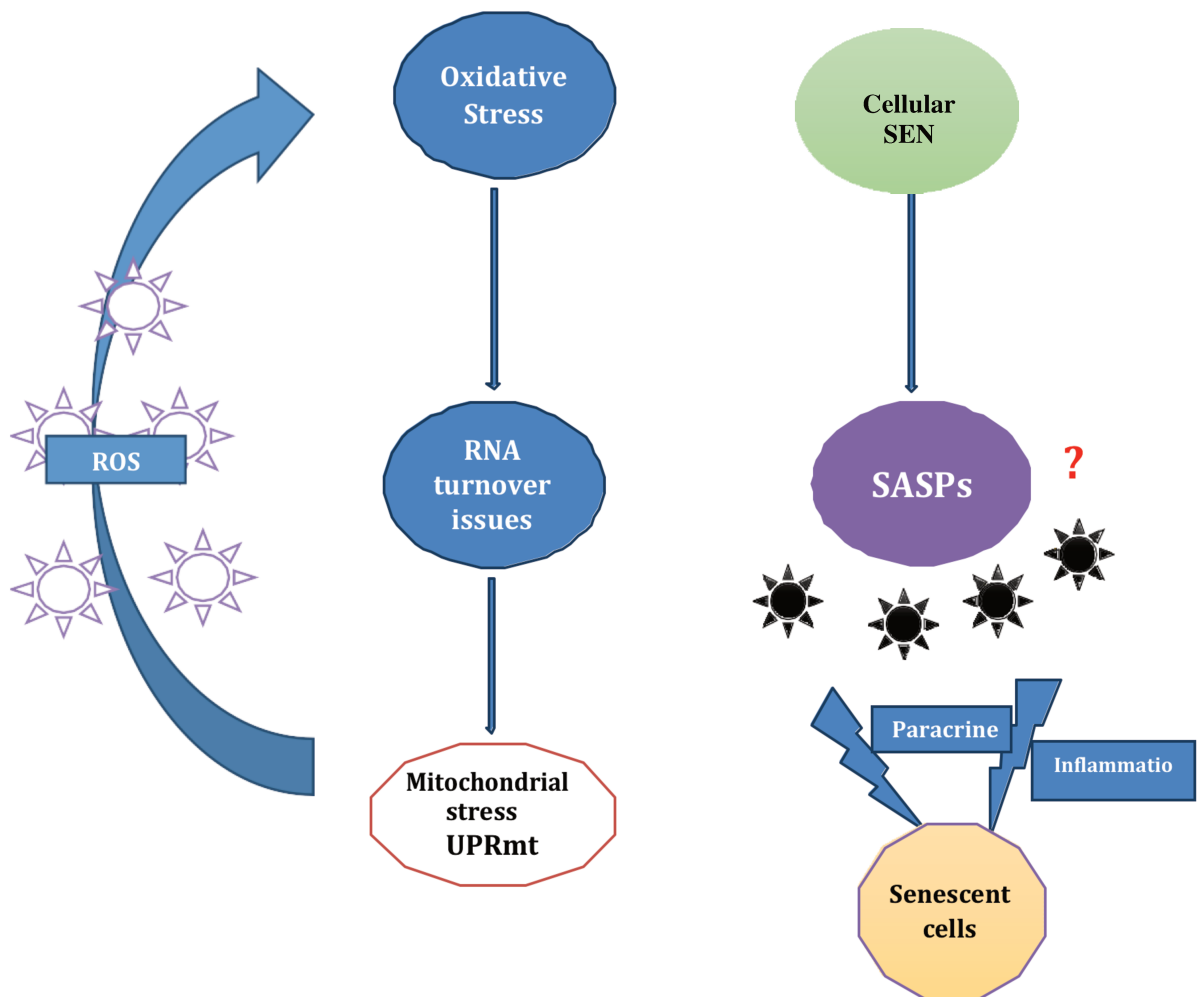 Oxidative
Stress
Cellular
SEN
ROS
RNA
turnover
issues
SASPs
?
Mitochondrial
stress
UPRmt
Paracrine
Inflammatio
Senescent
cells